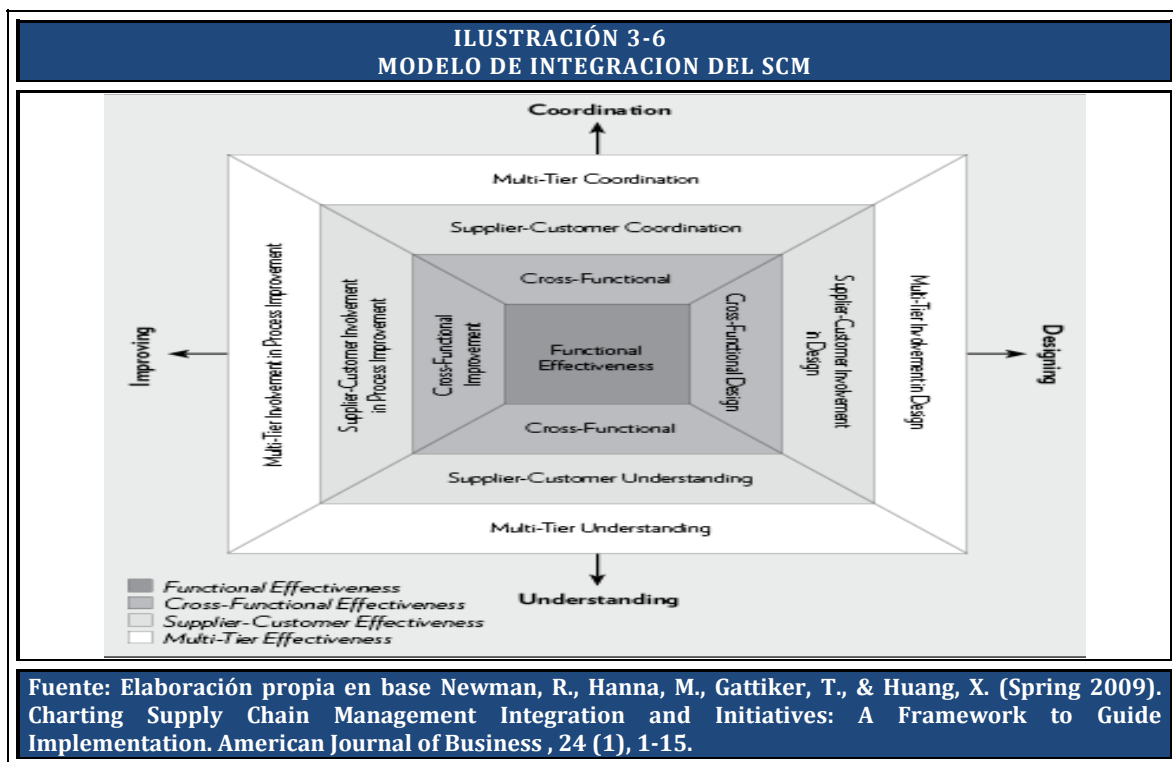 ILUSTRACIÓN 3-6
MODELO DE INTEGRACION DEL SCM
Coordination
Multi-Tier Coordination
Supplier-Customer Coordination
Cross-Functional
Improving
Multi-Tier Involvement in Process Improvement
Supplier-Customer Involvement
in Process Improvement
Cross-Functional
Improvement
Functional
Effectiveness
Cross-Functional Design
Supplier-Customer Involvement
in Design
Multi-Tier Involvement in Design
Designing
Cross-Functional
Supplier-Customer Understanding
Multi-Tier Understanding
Understanding
Functional Effectiveness
Cross-Functional Effectiveness
Supplier-Customer Effectiveness
Multi-Tier Effectiveness
Fuente: Elaboración propia en base Newman, R., Hanna, M., Gattiker, T., & Huang, X. (Spring 2009).
Charting Supply Chain Management Integration and Initiatives: A Framework to Guide
Implementation. American Journal of Business , 24 (1), 1-15.